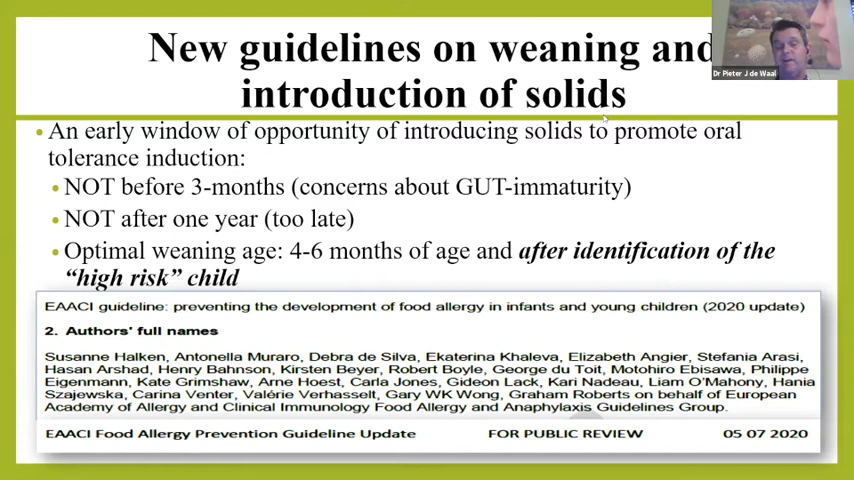 New guidelines on weaning and
introduction of solids
Dr Pieter J de Waal
• An early window of opportunity of introducing solids to promote oral
tolerance induction:
• NOT before 3-months (concerns about GUT-immaturity)
• NOT after one year (too late)
• Optimal weaning age: 4-6 months of age and after identification of the
“high risk” child
EAACI guideline: preventing the development of food allergy in infants and young children (2020 update)
2. Authors' full names
Susanne Halken, Antonella Muraro, Debra de Silva, Ekaterina Khaleva, Elizabeth Angier, Stefania Arasi,
Hasan Arshad, Henry Bahnson, Kirsten Beyer, Robert Boyle, George du Toit, Motohiro Ebisawa, Philippe
Eigenmann, Kate Grimshaw, Arne Hoest, Carla Jones, Gideon Lack, Kari Nadeau, Liam O'Mahony, Hania
Szajewska, Carina Venter, Valérie Verhasselt, Gary WK Wong, Graham Roberts on behalf of European
Academy of Allergy and Clinical Immunology Food Allergy and Anaphylaxis Guidelines Group.
EAACI Food Allergy Prevention Guideline Update FOR PUBLIC REVIEW 05 07 2020